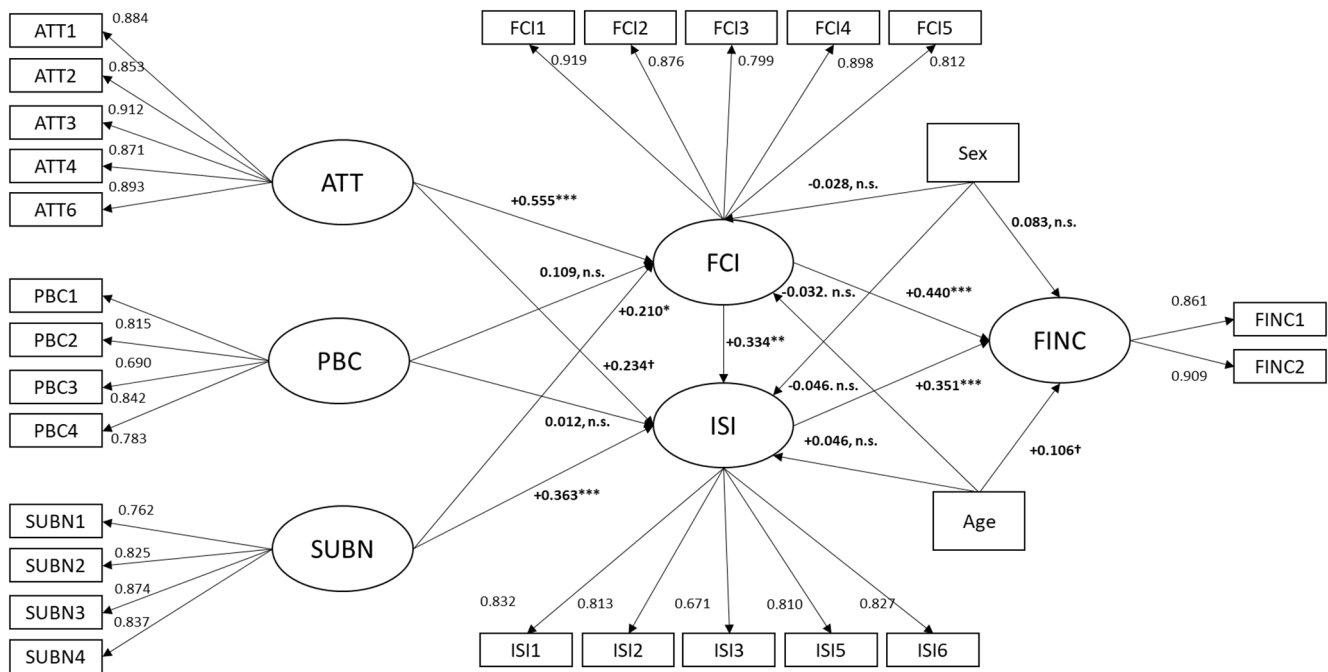 ATT1
0.884
ATT2
0.853
ATT3
0.912
ATT4
0.871
ATT6
0.893
ATT
PBC1
PBC2
0.815
PBC3
0.690
PBC4
0.842
0.783
PBC
SUBN1
0.762
SUBN2
0.825
SUBN3
0.874
SUBN4
0.837
SUBN
FCI1
FCI2
FCI3
FCI4
FCI5
0.919
0.876
0.799
0.898
0.812
Sex
+0.555***
-0.028, n.s.
0.083, n.s.
FCI
0.109, n.s.
-0.032. n.s.
+0.440***
+0.210*
+0.334**
+0.234†
FINC
0.861
FINC1
FINC2
0.909
-0.046. n.s.
+0.351***
0.012, n.s.
ISI
+0.046, n.s.
+0.106†
+0.363***
Age
0.832
0.813
0.671
0.810
0.827
ISI1
ISI2
ISI3
ISI5
ISI6